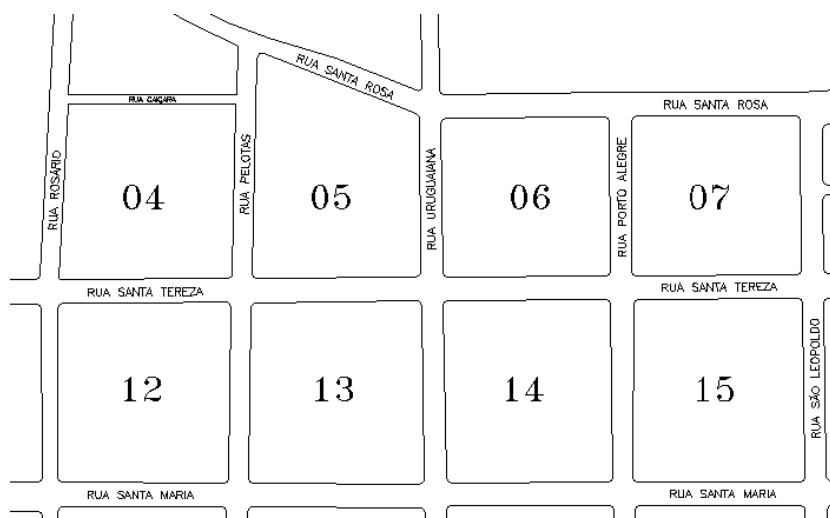 RUA SANTA ROSA
RUA CAIÇARA
RUA SANTA ROSA
RUA ROSÁRIO
04
RUA PELOTAS
05
RUA URUGUAIANA
06
RUA PORTO ALEGRE
07
RUA SANTA TEREZA
RUA SANTA TEREZA
12
13
14
15
RUA SÃO LEOPOLDO
RUA SANTA MARIA
RUA SANTA MARIA